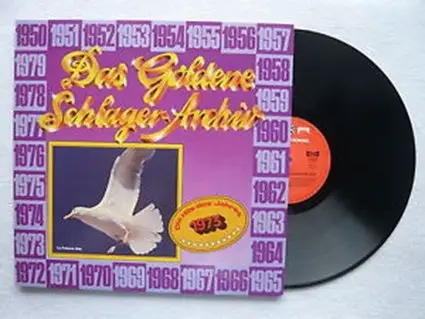 1950 1951 1952 1953 1954 1955 1956 1957
Das Goldene
Schlager-Archiv
1979 1958
1978 1959
1977 1960
1976 1961
1975 1962
1974 1963
1973 1964
Die Hits des Jahres
1975
1972 1971 1970 1969 1968 1967 1966 1965